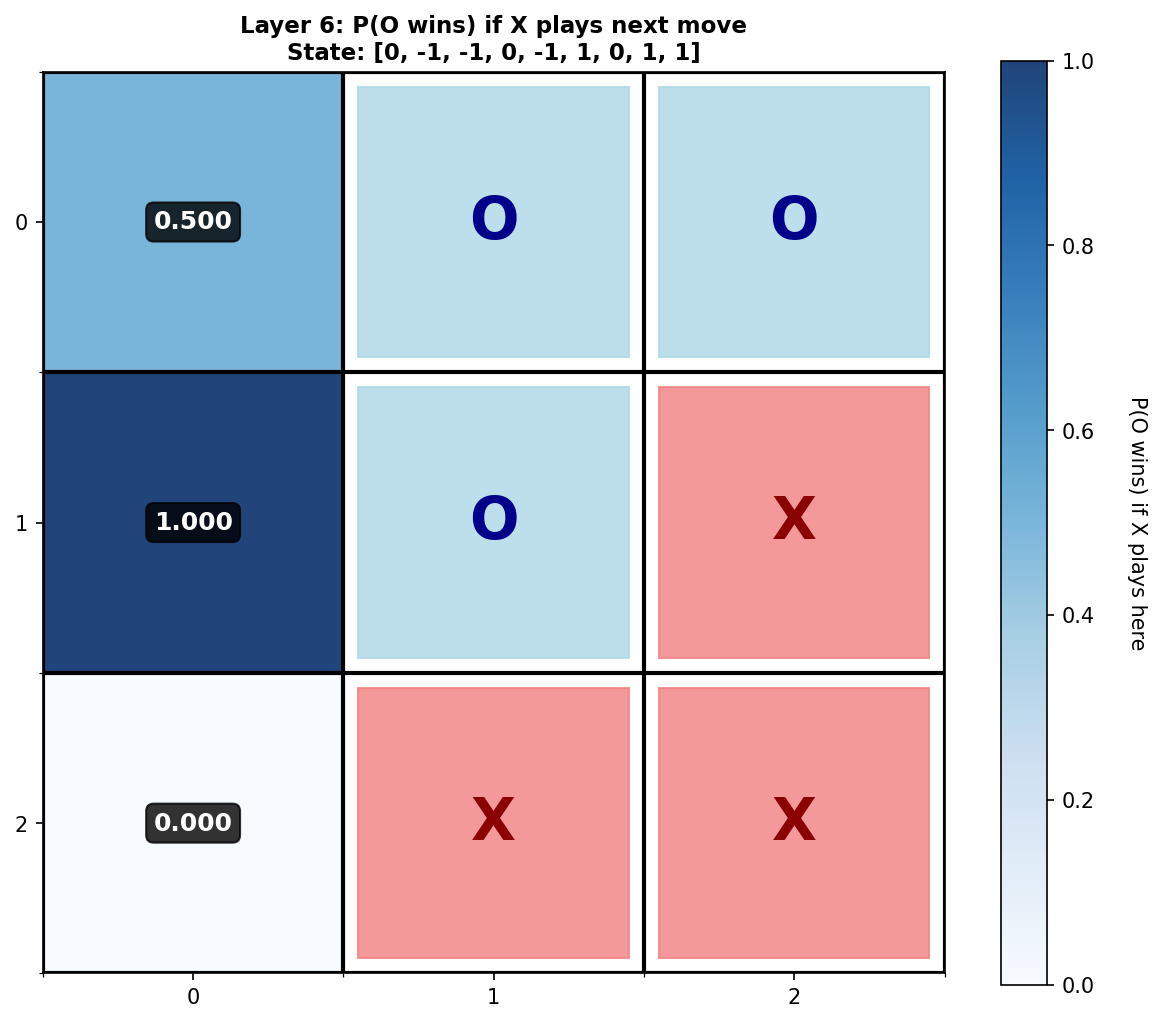 Layer 6: P(O wins) if X plays next move
State: [0, -1, -1, 0, -1, 1, 0, 1, 1]
0.500
O
O
1.000
O
X
0.000
X
X
0
1
2
0
1
2
1.0
0.8
0.6
0.4
0.2
0.0
P(O wins) if X plays here